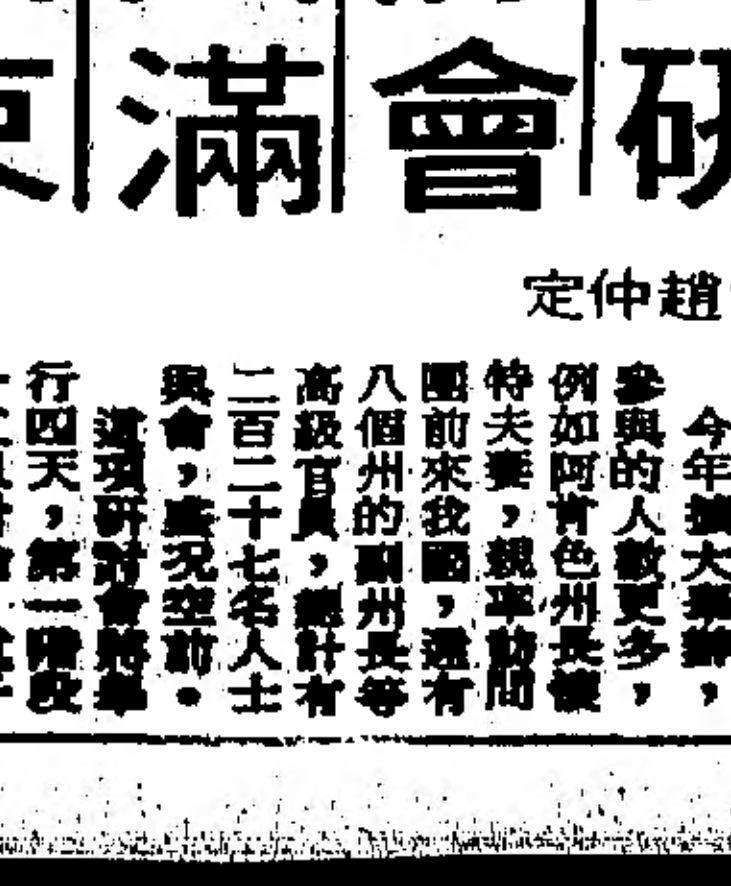 研會滿
趙仲定
今年擴大舉辦，
參與的人數更多，
例如阿肯色州長懷
特夫妻，親率訪問
團前來我國，還有
八個州的副州長等
高級官員，總計有
二百二十七名人士
與會，盛況空前。
這項研討會將舉
行四天，第一階段